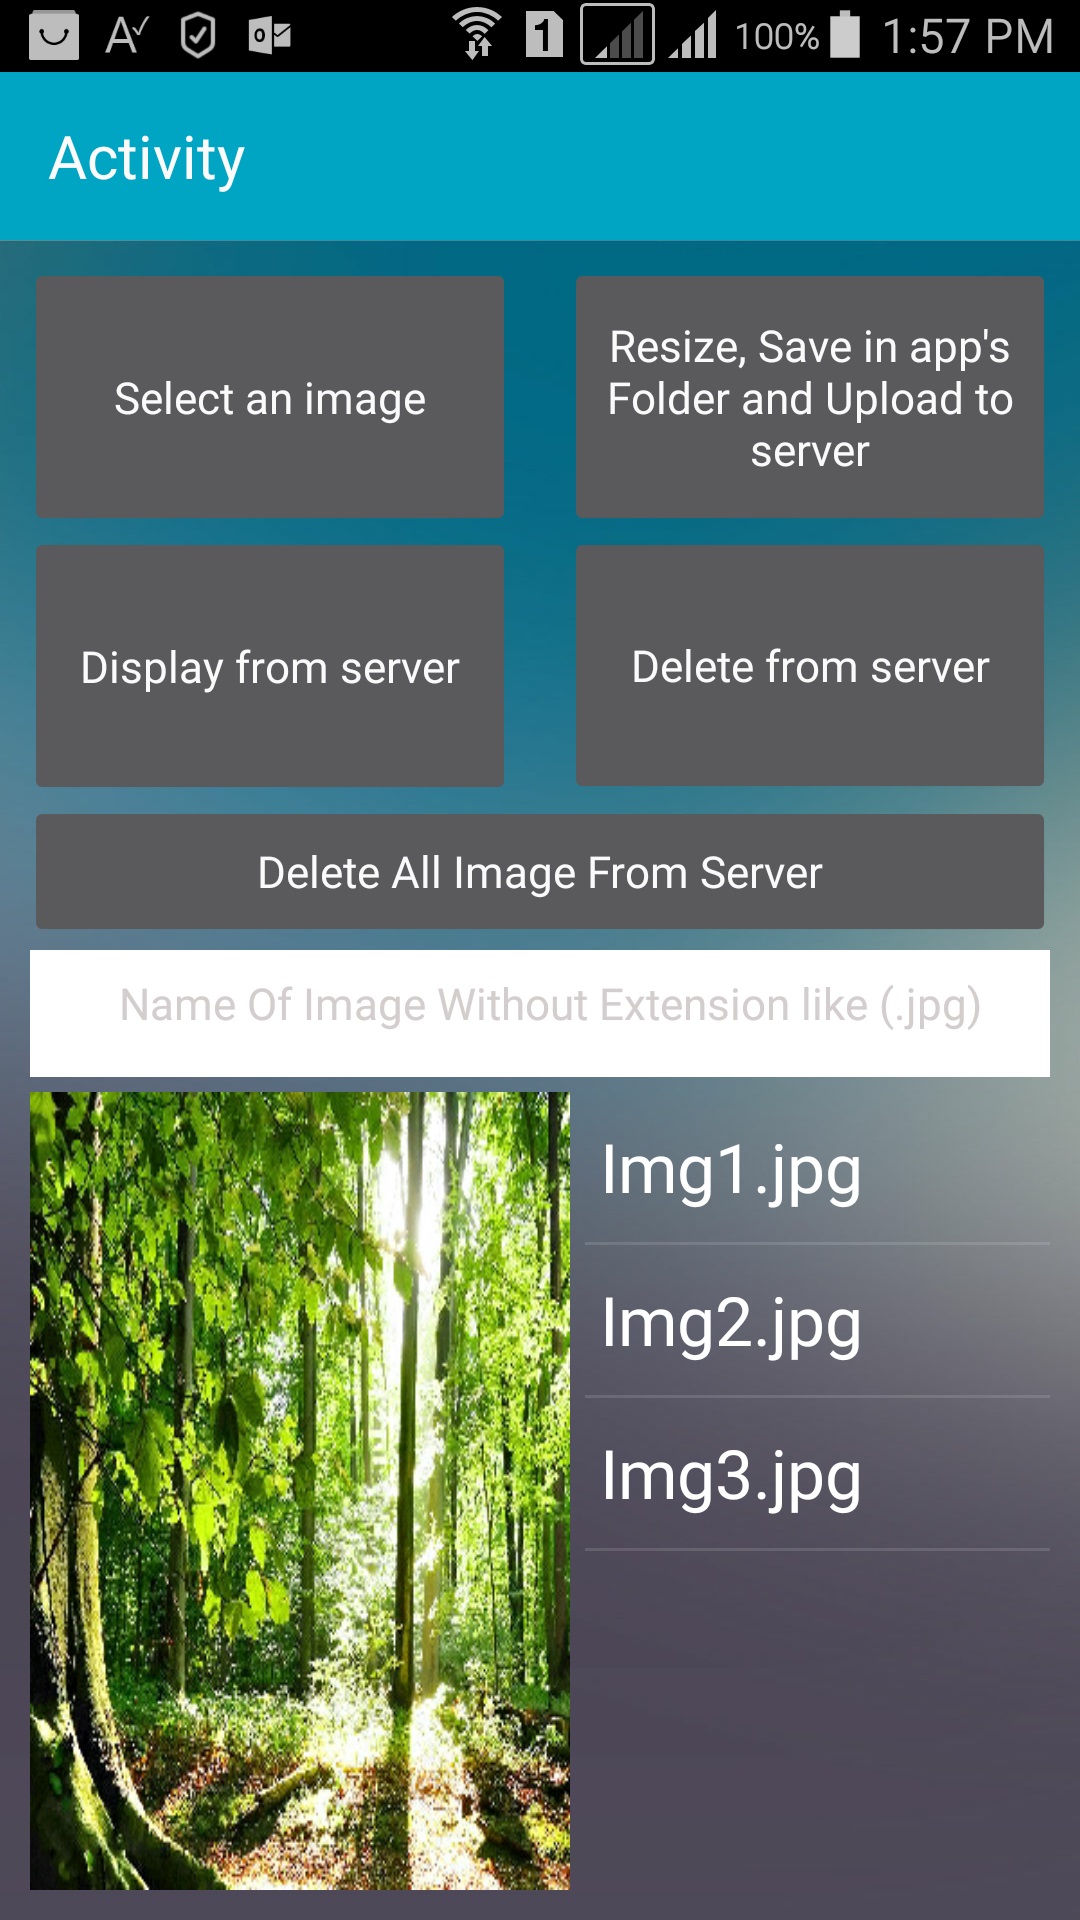 1 100% 1:57 PM
Activity
Select an image
Resize, Save in app's
Folder and Upload to
server
Display from server
Delete from server
Delete All Image From Server
Name Of Image Without Extension like (.jpg)
Img1.jpg
Img2.jpg
Img3.jpg